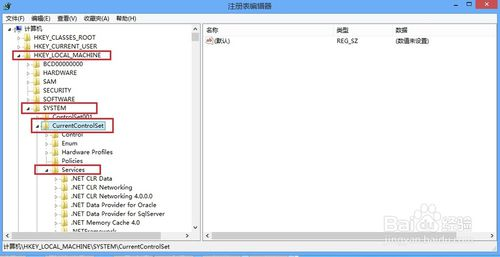 注册表编辑器
文件(F) 编辑(E) 查看(V) 收藏夹(A) 帮助(H)
计算机
HKEY_CLASSES_ROOT
HKEY_CURRENT_USER
HKEY_LOCAL_MACHINE
BCD00000000
HARDWARE
SAM
SECURITY
SOFTWARE
SYSTEM
ControlSet001
CurrentControlSet
Control
Enum
Hardware Profiles
Policies
Services
.NET CLR Data
.NET CLR Networking
.NET CLR Networking 4.0.0.0
.NET Data Provider for Oracle
.NET Data Provider for SqlServer
.NET Memory Cache 4.0
.NETFramework
名称 类型 数据
(默认) REG_SZ (数值未设置)
计算机\HKEY_LOCAL_MACHINE\SYSTEM\CurrentControlSet
Baidu 经验
jingyan.baidu.com